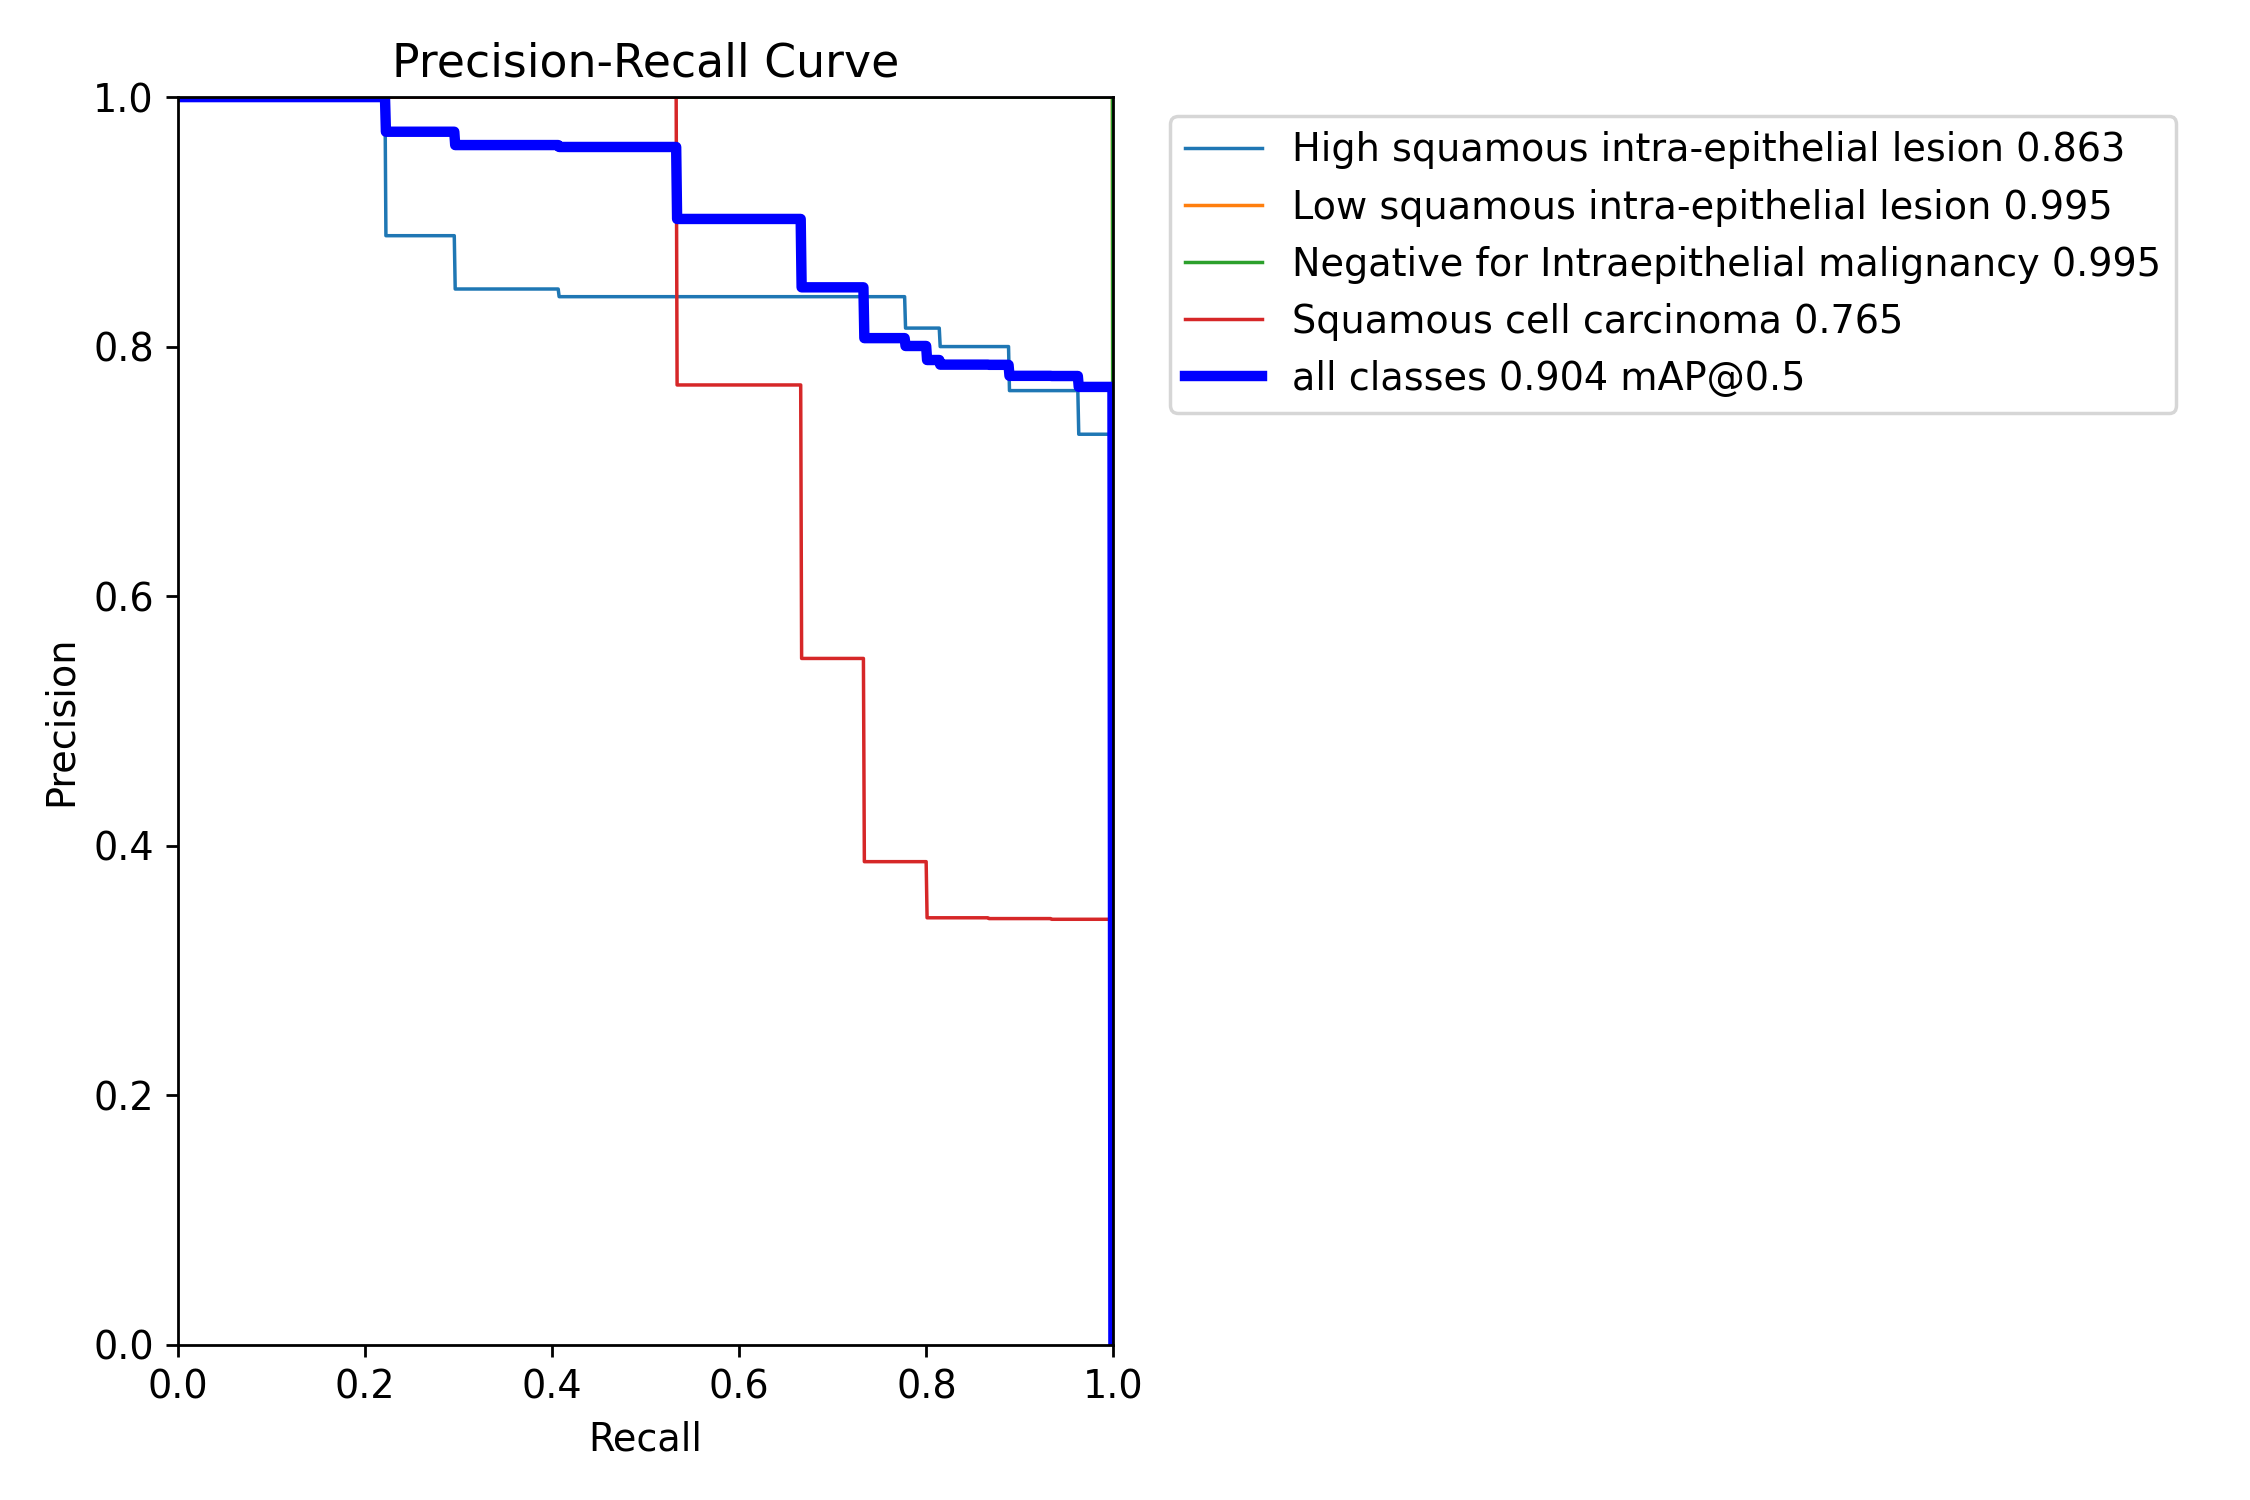 Precision-Recall Curve
1.0
0.8
0.6
0.4
0.2
0.0
Precision
0.0 0.2 0.4 0.6 0.8 1.0
Recall
High squamous intra-epithelial lesion 0.863
Low squamous intra-epithelial lesion 0.995
Negative for Intraepithelial malignancy 0.995
Squamous cell carcinoma 0.765
all classes 0.904 mAP@0.5